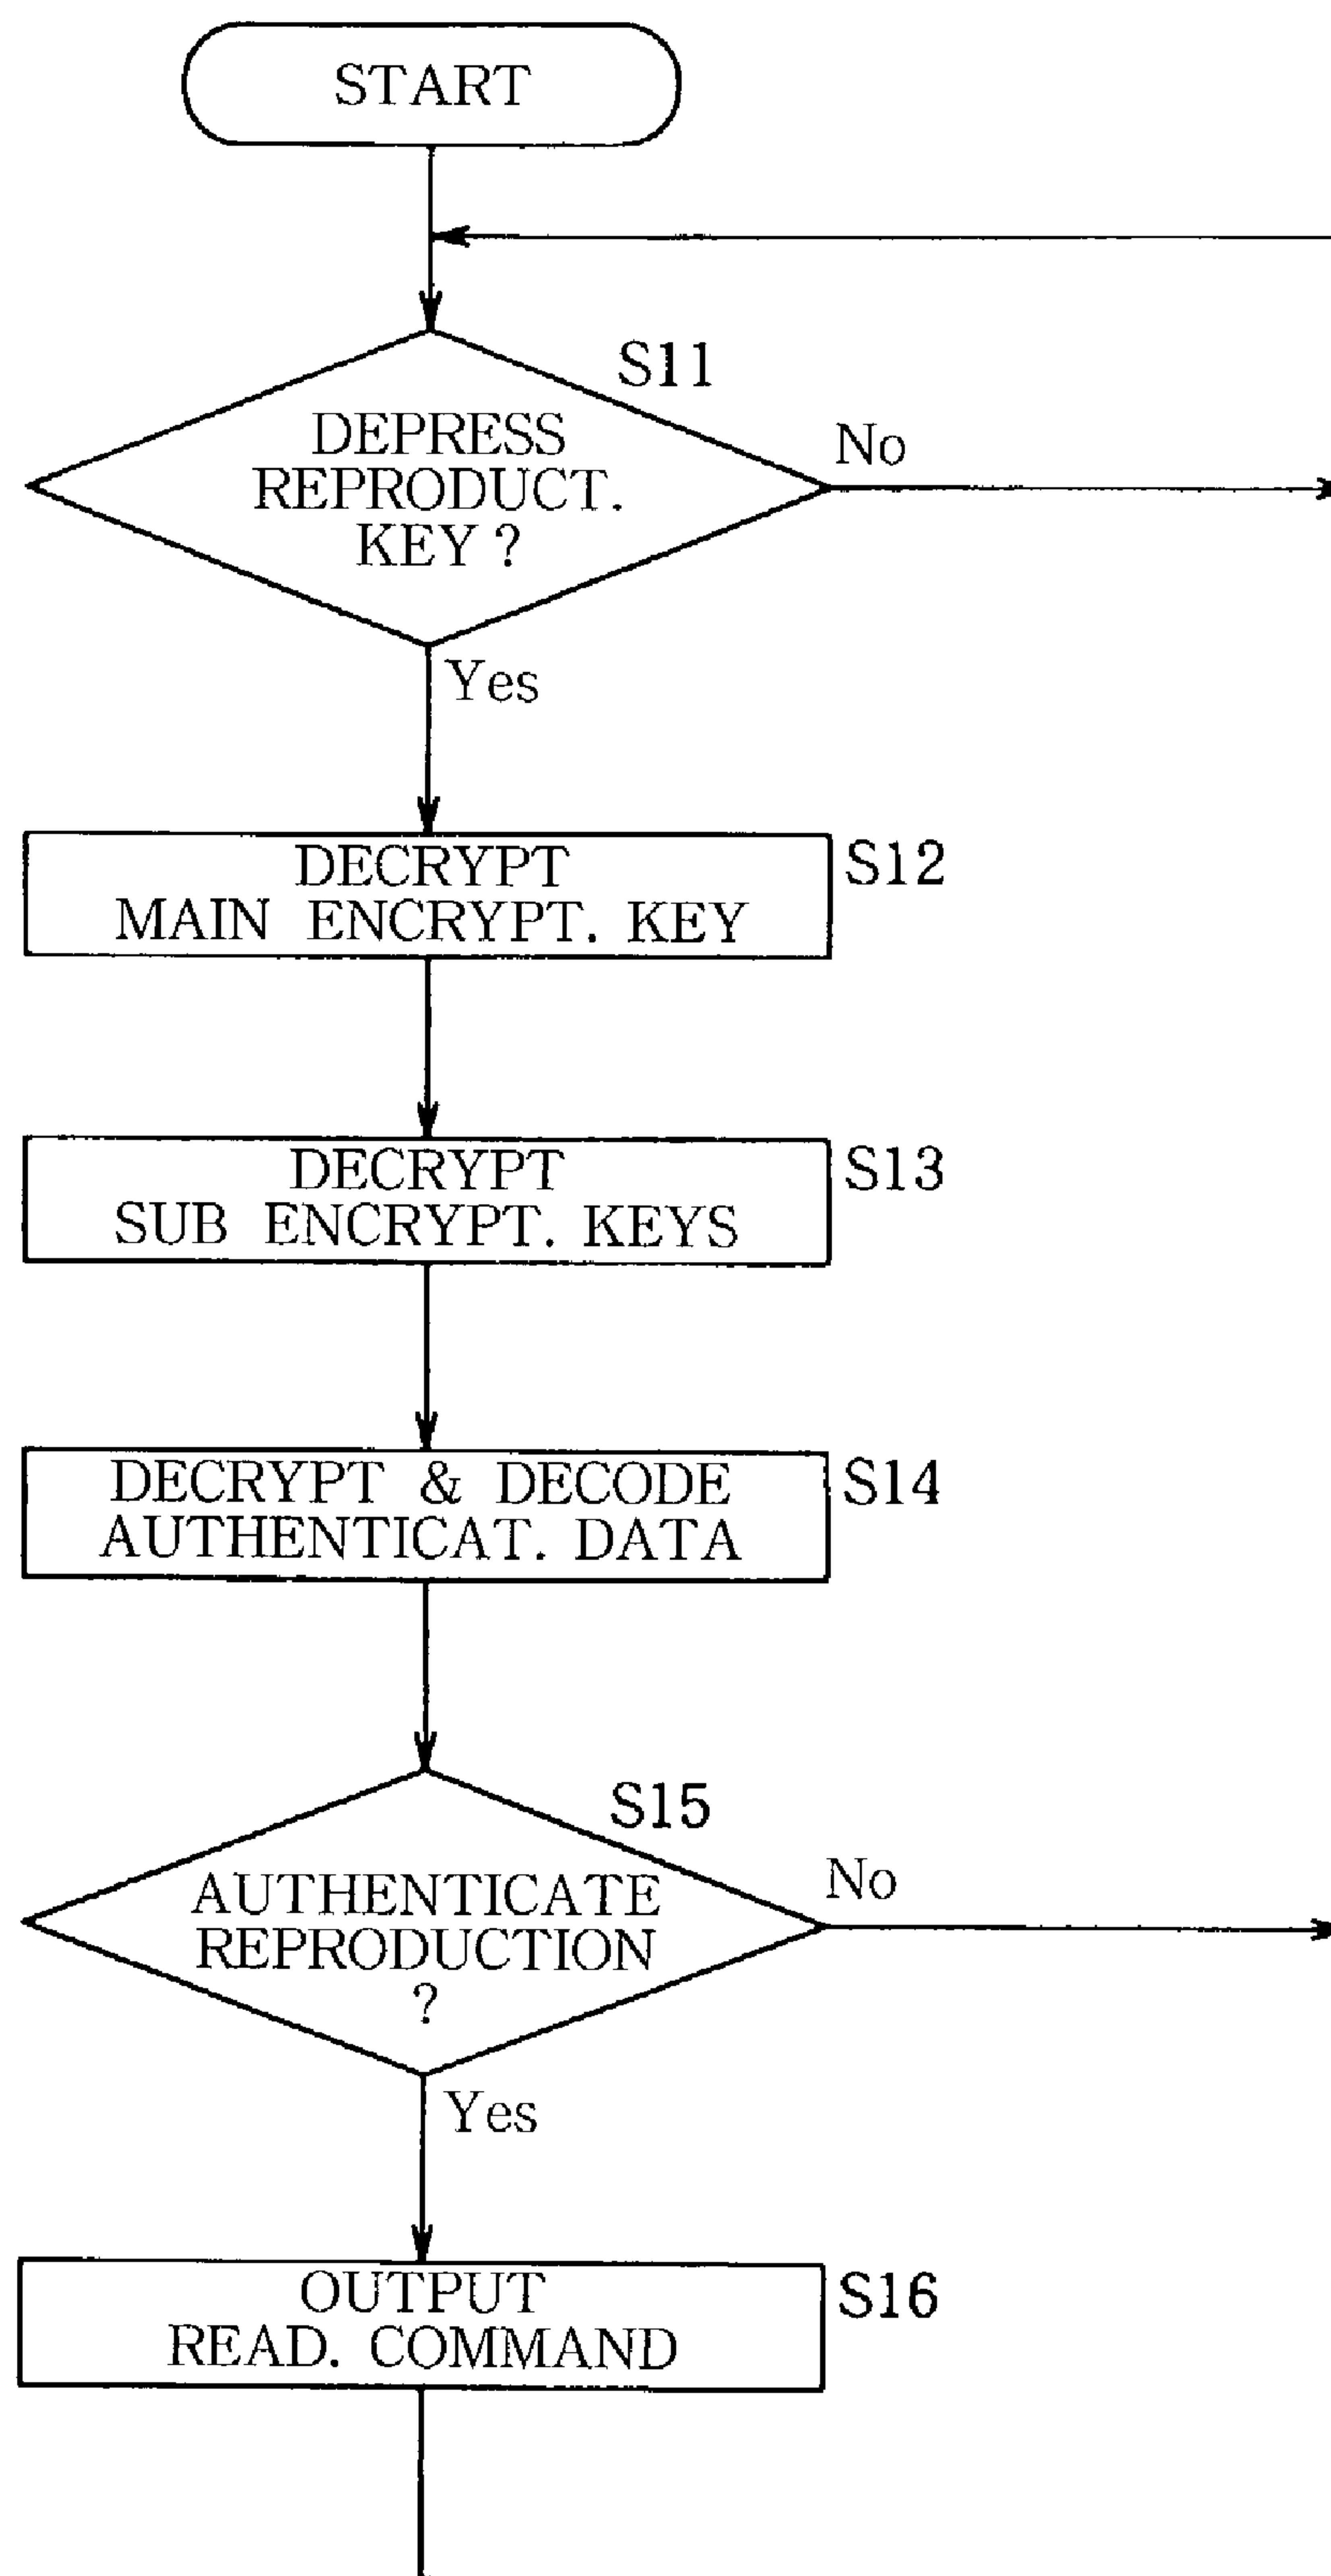 START
S11
DEPRESS
REPRODUCT.
KEY ?
No
Yes
DECRYPT
MAIN ENCRYPT. KEY
S12
DECRYPT
SUB ENCRYPT. KEYS
S13
DECRYPT & DECODE
AUTHENTICAT. DATA
S14
S15
AUTHENTICATE
REPRODUCTION
?
No
Yes
OUTPUT
READ. COMMAND
S16